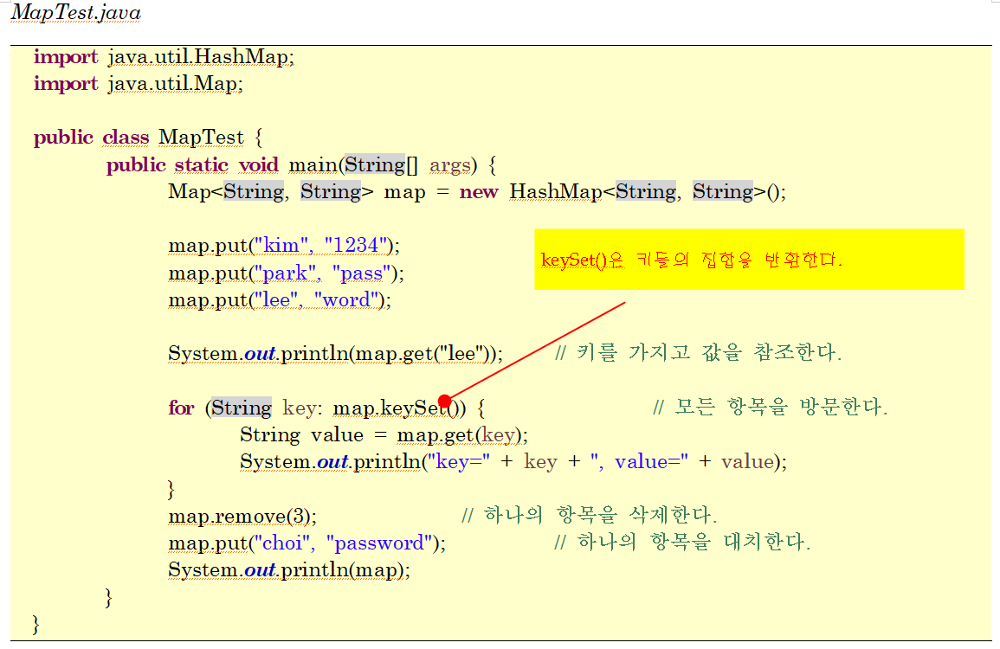 MapTest.java
import java.util.HashMap;
import java.util.Map;
public class MapTest {
public static void main(String[] args) {
Map<String, String> map = new HashMap<String, String>();
map.put("kim", "1234");
map.put("park", "pass");
map.put("lee", "word");
keySet()은 키들의 집합을 반환한다.
System.out.println(map.get("lee")); // 키를 가지고 값을 참조한다.
for (String key: map.keySet()) { // 모든 항목을 방문한다.
String value = map.get(key);
System.out.println("key=" + key + ", value=" + value);
}
map.remove(3); // 하나의 항목을 삭제한다.
map.put("choi", "password"); // 하나의 항목을 대치한다.
System.out.println(map);
}
}